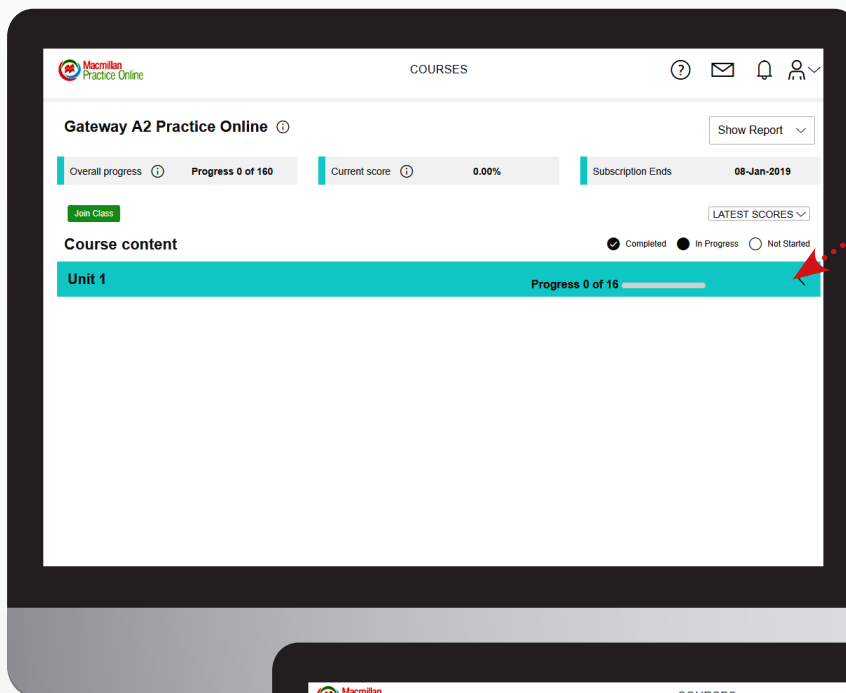 Macmillan
Practice Online
COURSES
Gateway A2 Practice Online
Show Report
Overall progress Progress 0 of 160 Current score 0.00% Subscription Ends 08-Jan-2019
Join Class
LATEST SCORES
Course content
Completed In Progress Not Started
Unit 1
Progress 0 of 16
Macmillan
COURSES